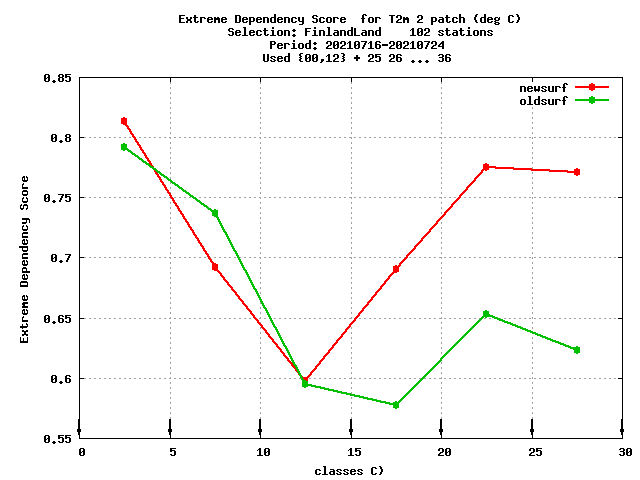 Extreme Dependency Score  for T2m 2 patch (deg C)
Selection: FinlandLand    102 stations
Period: 20210716-20210724
Used {00,12} + 25 26 ... 36
newsurf
oldsurf
Extreme Dependency Score
0.85
0.8
0.75
0.7
0.65
0.6
0.55
0 5 10 15 20 25 30
classes C)